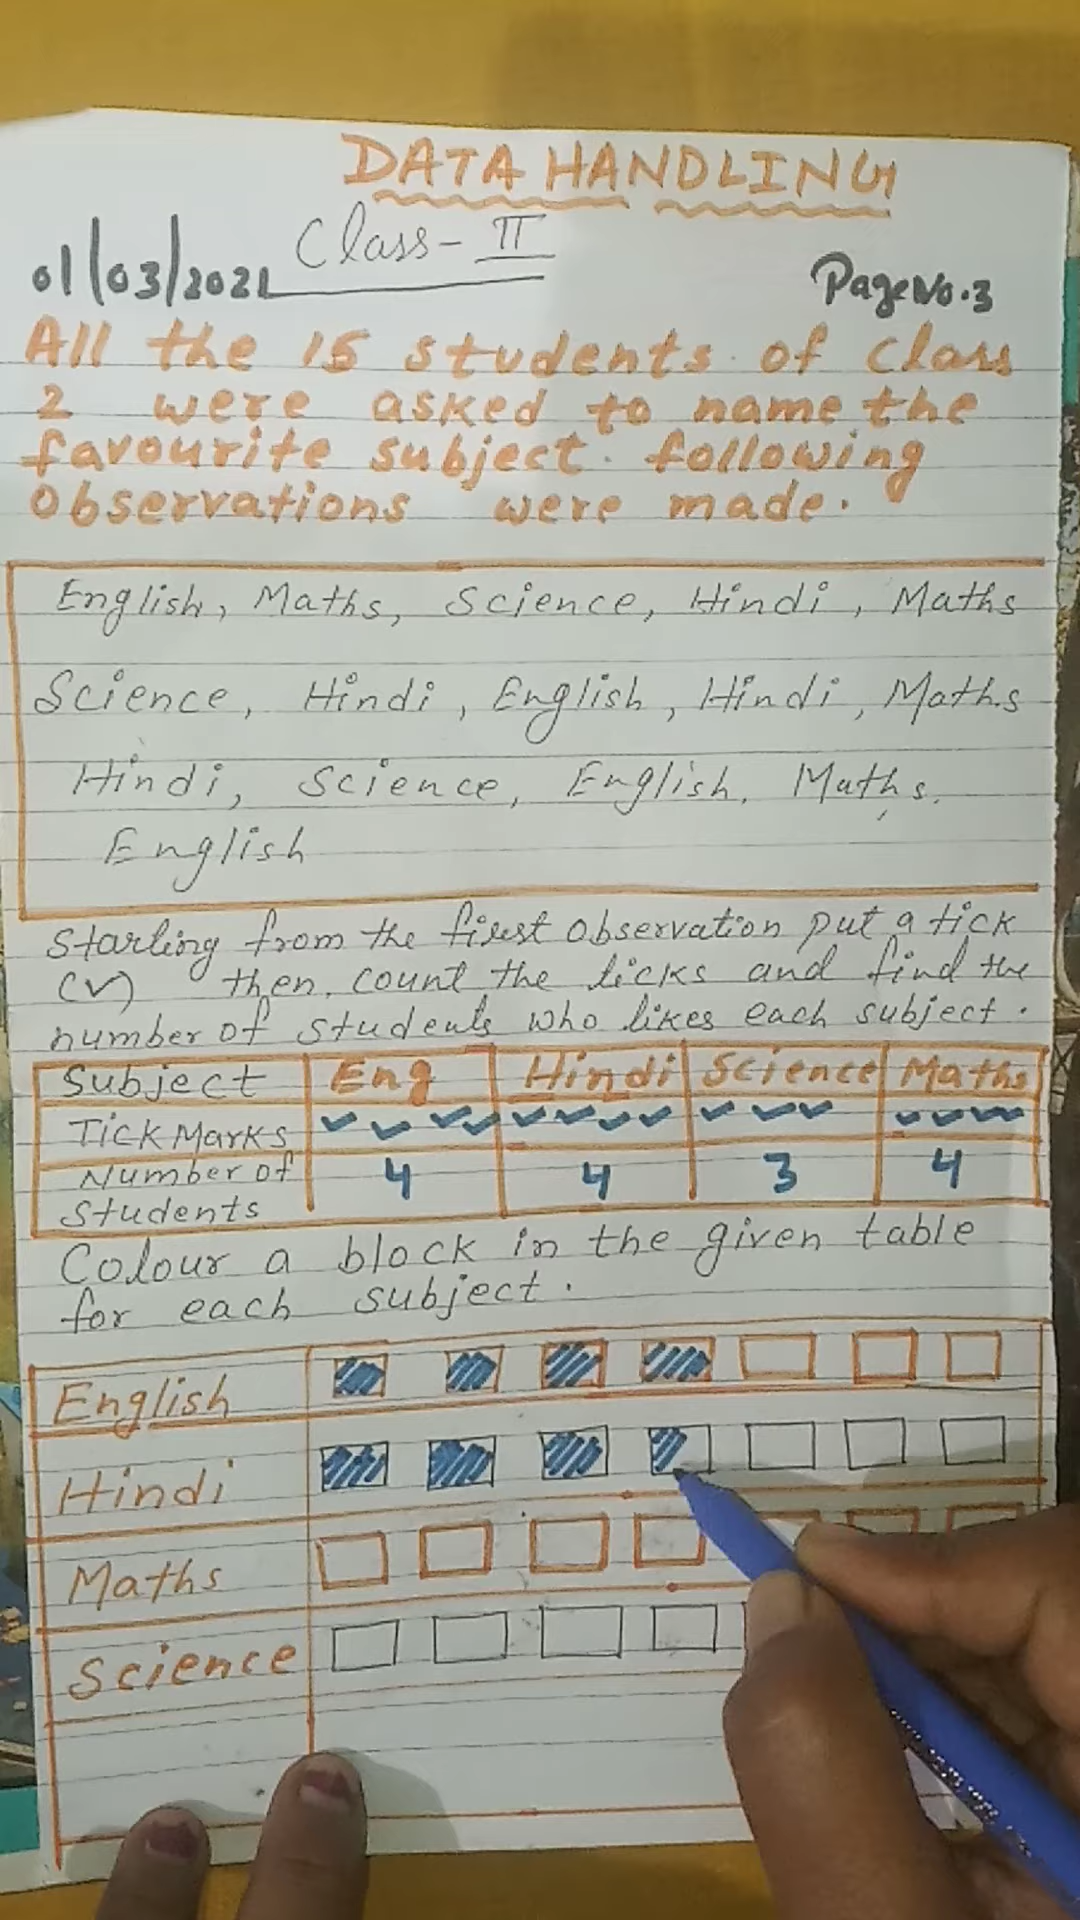 DATA HANDLING
Class - II
01/03/2021
Page No. 3
All the 15 students of Class
2 were asked to name the
favourite subject. following
Observations were made.
English, Maths, Science, Hindi, Maths
Science, Hindi, English, Hindi, Maths
Hindi, Science, English, Maths,
English
Starting from the first observation put a tick
(✓) then, count the ticks and find the
number of students who likes each subject.
Subject Eng Hindi Science Maths
Tick Marks ✓ ✓ ✓ ✓ ✓ ✓ ✓ ✓ ✓ ✓ ✓ ✓ ✓ ✓ ✓
Number of 4 4 3 4
Students
Colour a block in the given table
for each subject.
English
Hindi
Maths
Science